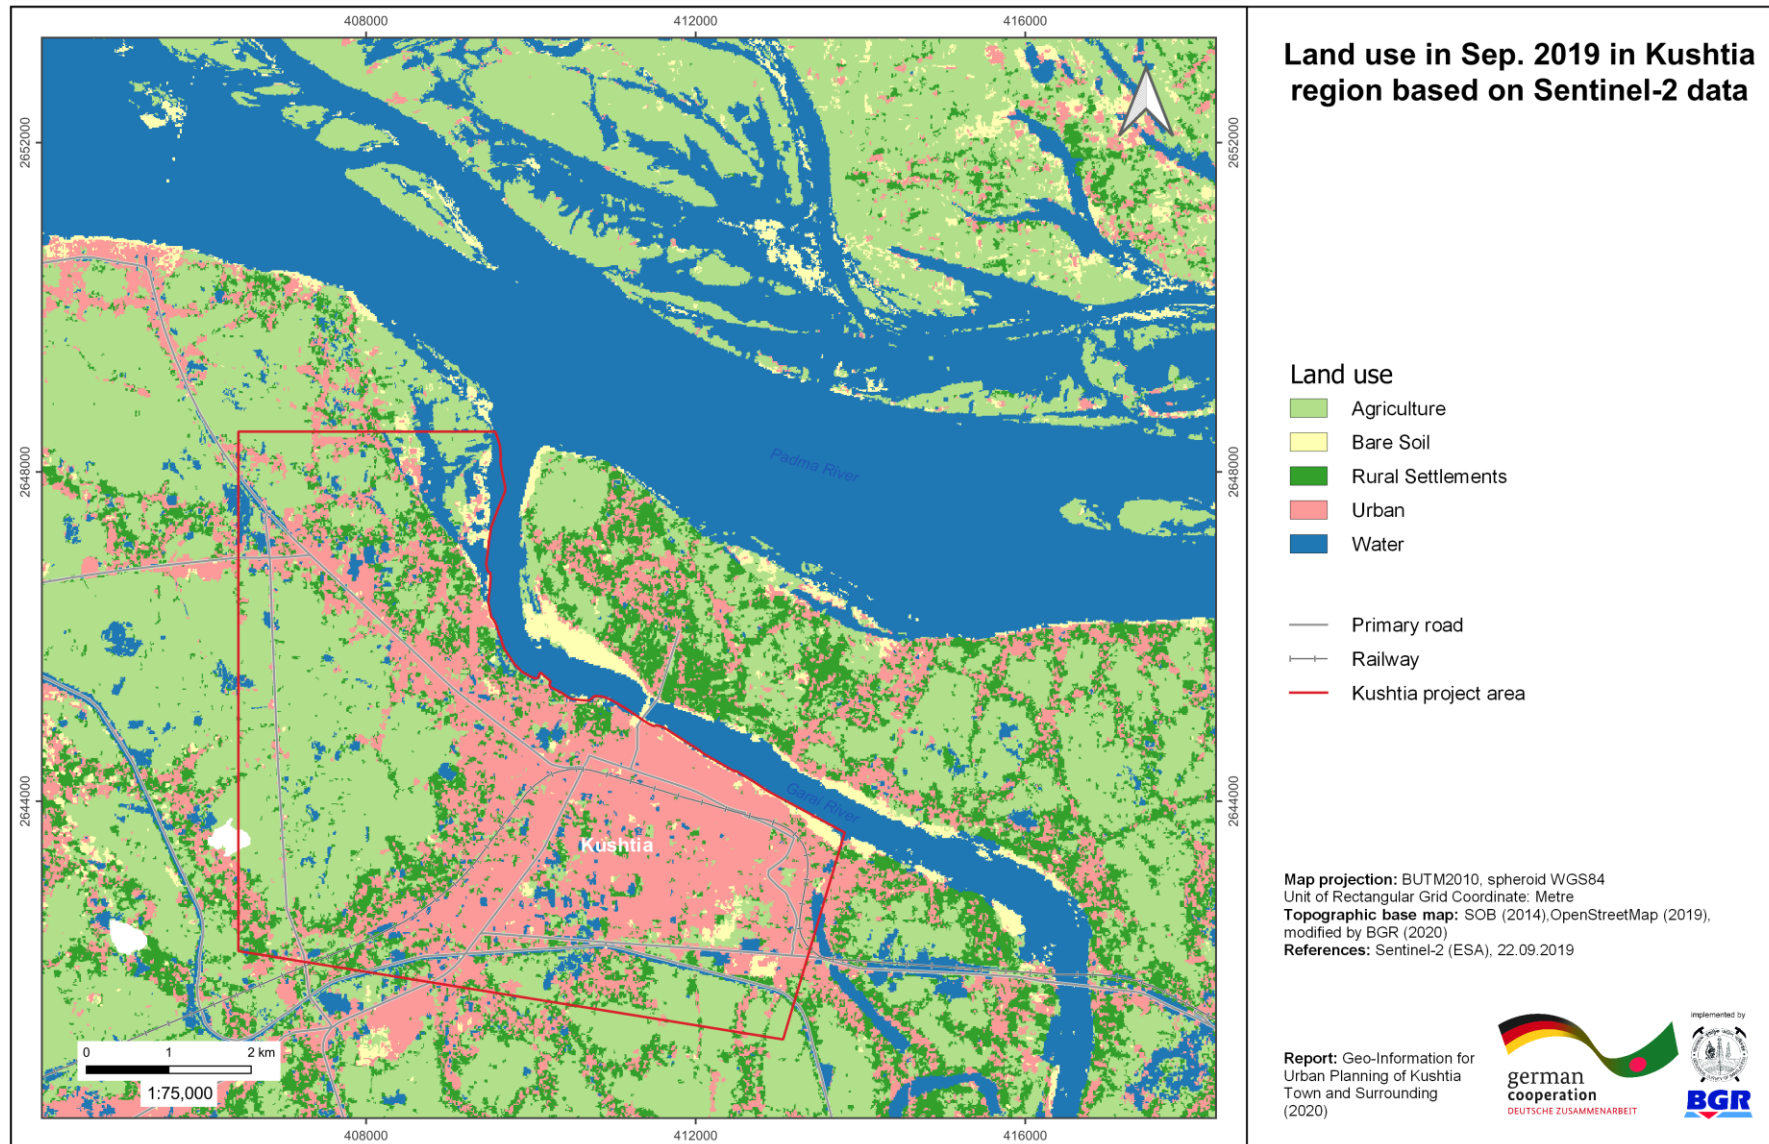 408000
412000
416000
Land use in Sep. 2019 in Kushtia
region based on Sentinel-2 data
2652000
2652000
Land use
Agriculture
Bare Soil
Rural Settlements
Urban
Water
2648000
Padma River
2648000
Primary road
Railway
Kushtia project area
2644000
Garai River
2644000
Kushtia
Map projection: BUTM2010, spheroid WGS84
Unit of Rectangular Grid Coordinate: Metre
Topographic base map: SOB (2014),OpenStreetMap (2019),
modified by BGR (2020)
References: Sentinel-2 (ESA), 22.09.2019
0 1 2 km
1:75,000
Report: Geo-Information for
Urban Planning of Kushtia
Town and Surrounding
(2020)
german
cooperation
DEUTSCHE ZUSAMMENARBEIT
implemented by
BGR
408000
412000
416000